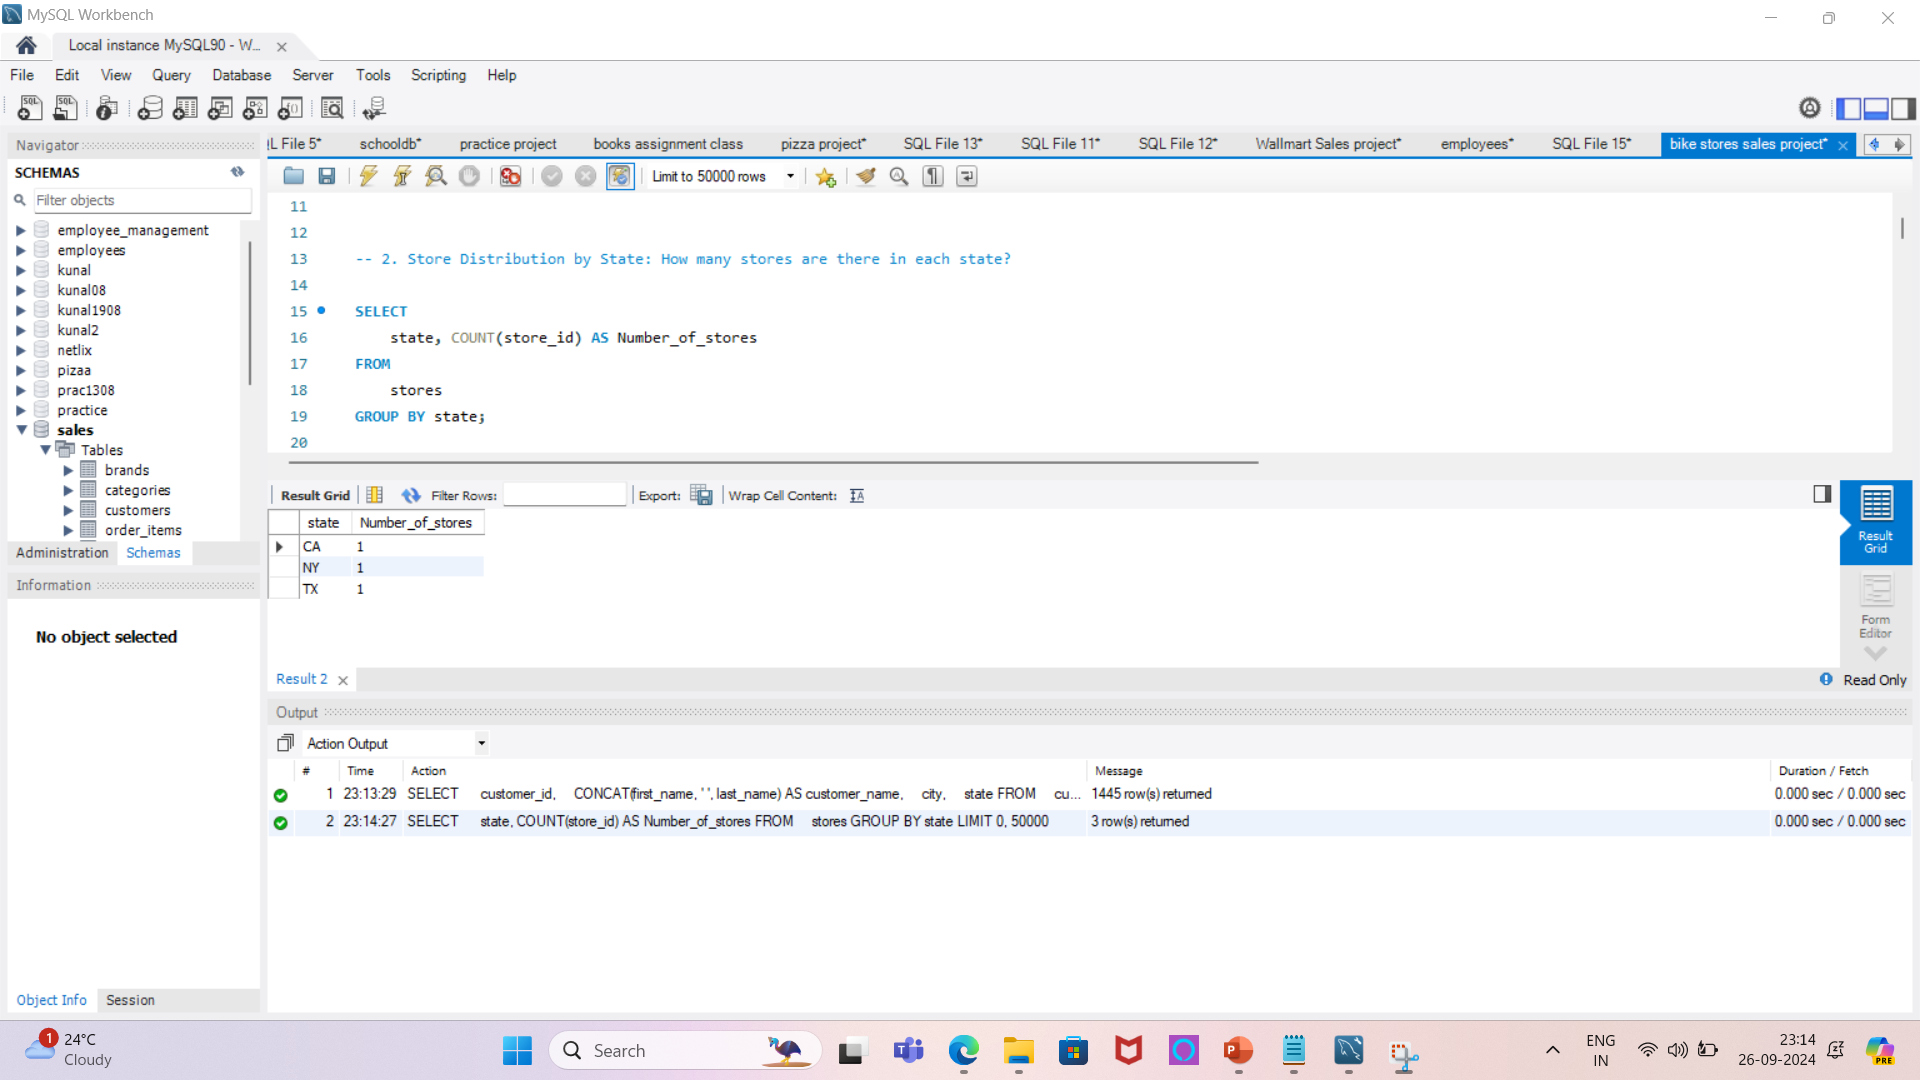 MySQL Workbench
Local instance MySQL90 - W...
File Edit View Query Database Server Tools Scripting Help
Navigator
L File 5* schooldb* practice project books assignment class pizza project* SQL File 13* SQL File 11* SQL File 12* Wallmart Sales project* employees* SQL File 15* bike stores sales project*
SCHEMAS
Limit to 50000 rows
Filter objects
employee_management
employees
kunal
kunal08
kunal1908
kunal2
netlix
pizaa
prac1308
practice
sales
Tables
brands
categories
customers
order_items
Administration Schemas
Information
No object selected
Object Info Session
11
12
13 -- 2. Store Distribution by State: How many stores are there in each state?
14
15 SELECT
16 state, COUNT(store_id) AS Number_of_stores
17 FROM
18 stores
19 GROUP BY state;
20
Result Grid Filter Rows: Export: Wrap Cell Content:
state Number_of_stores
CA 1
NY 1
TX 1
Result Grid
Form Editor
Result 2 Read Only
Output
Action Output
# Time Action Message Duration / Fetch
1 23:13:29 SELECT customer_id, CONCAT(first_name, ' ', last_name) AS customer_name, city, state FROM cu... 1445 row(s) returned 0.000 sec / 0.000 sec
2 23:14:27 SELECT state, COUNT(store_id) AS Number_of_stores FROM stores GROUP BY state LIMIT 0, 50000 3 row(s) returned 0.000 sec / 0.000 sec
1 24°C
Cloudy
Search
ENG
IN
23:14
26-09-2024
PRE